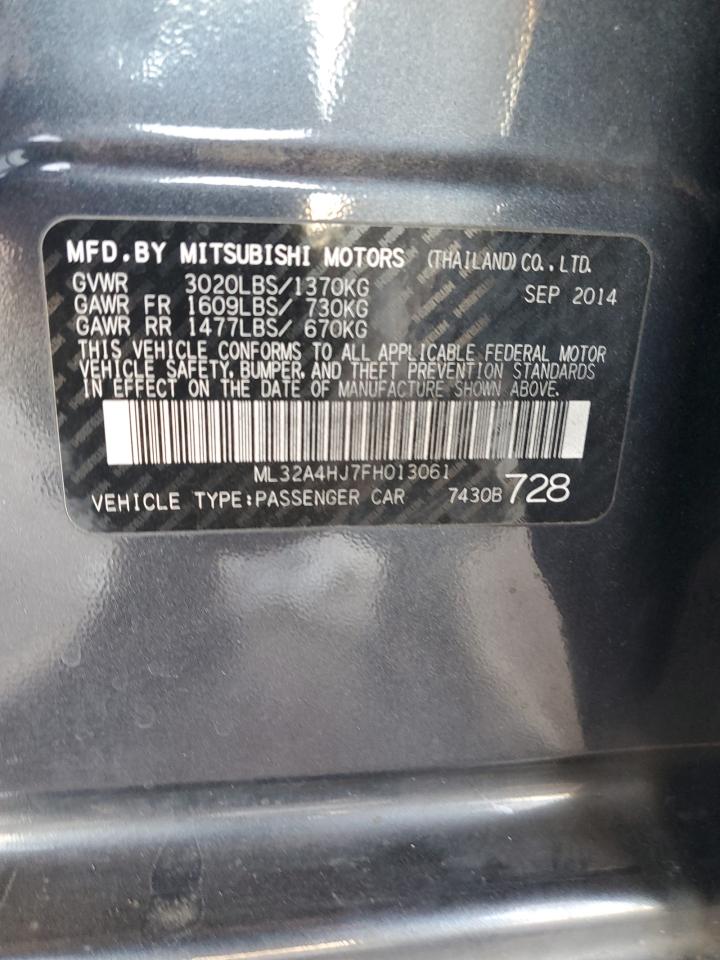 MFD.BY MITSUBISHI MOTORS (THAILAND) CO., LTD.
GVWR 3020LBS/1370KG SEP 2014
GAWR FR 1609LBS/ 730KG
GAWR RR 1477LBS/ 670KG
THIS VEHICLE CONFORMS TO ALL APPLICABLE FEDERAL MOTOR
VEHICLE SAFETY, BUMPER, AND THEFT PREVENTION STANDARDS
IN EFFECT ON THE DATE OF MANUFACTURE SHOWN ABOVE.
ML32A4HJ7FH013061
VEHICLE TYPE:PASSENGER CAR 7430B 728